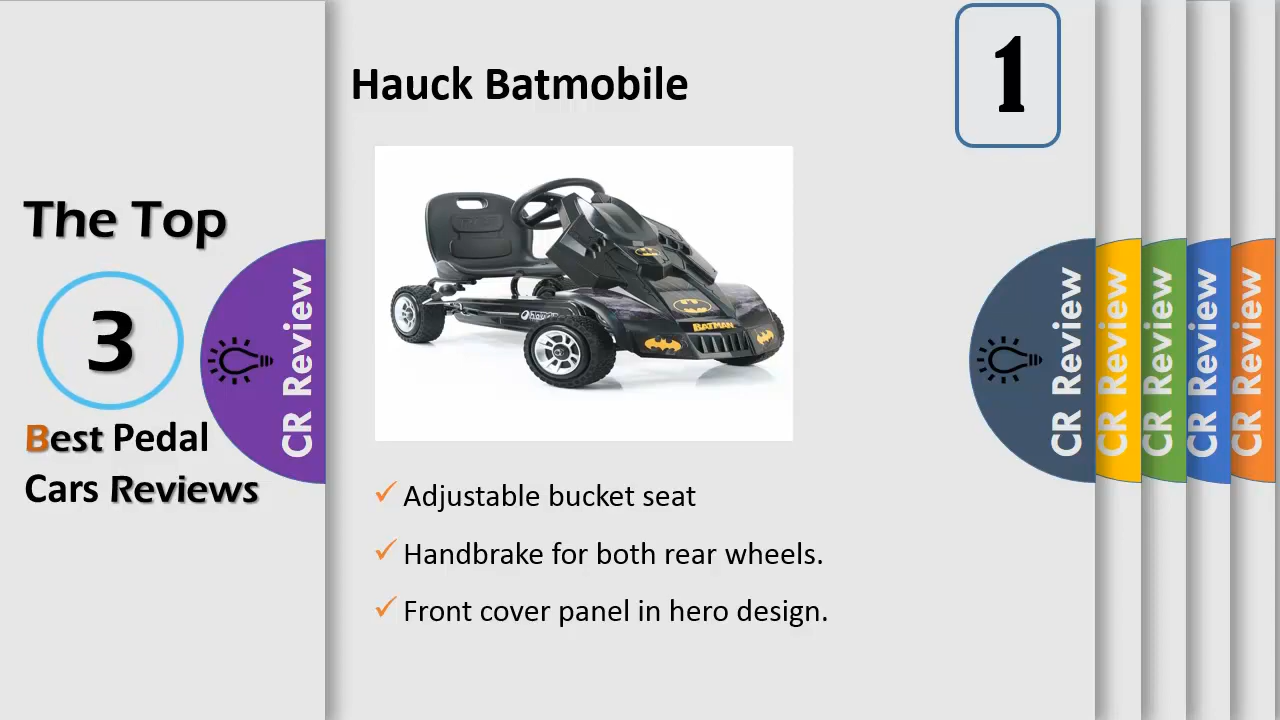 The Top
3
Best Pedal
Cars Reviews
CR Review
Hauck Batmobile
1
BATMAN
Adjustable bucket seat
Handbrake for both rear wheels.
Front cover panel in hero design.
CR Review
CR Review
CR Review
CR Review
CR Review